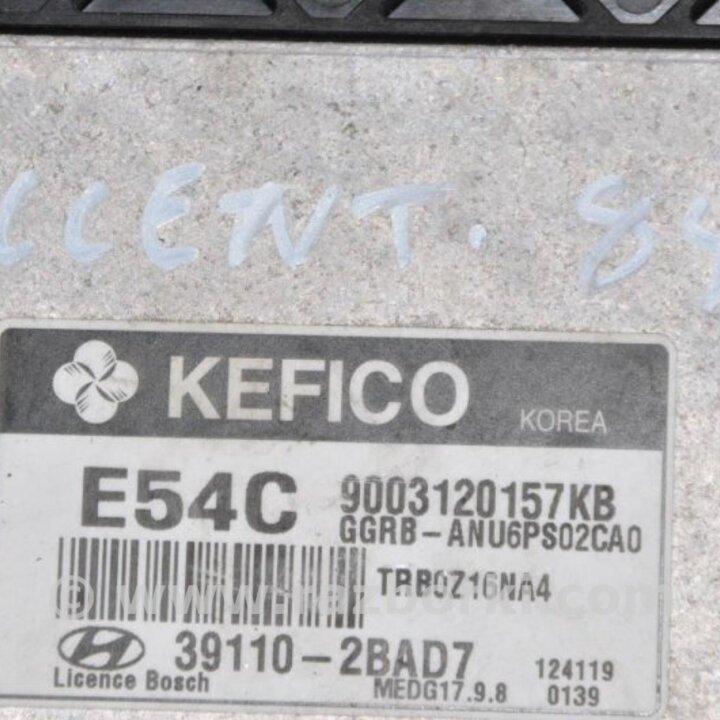 CCENT. 84
KEFICO KOREA
E54C 9003120157KB
GGRB-ANU6PS02CA0
TRB0Z16NA4
39110-2BAD7 124119
Licence Bosch MEDG17.9.8 0139